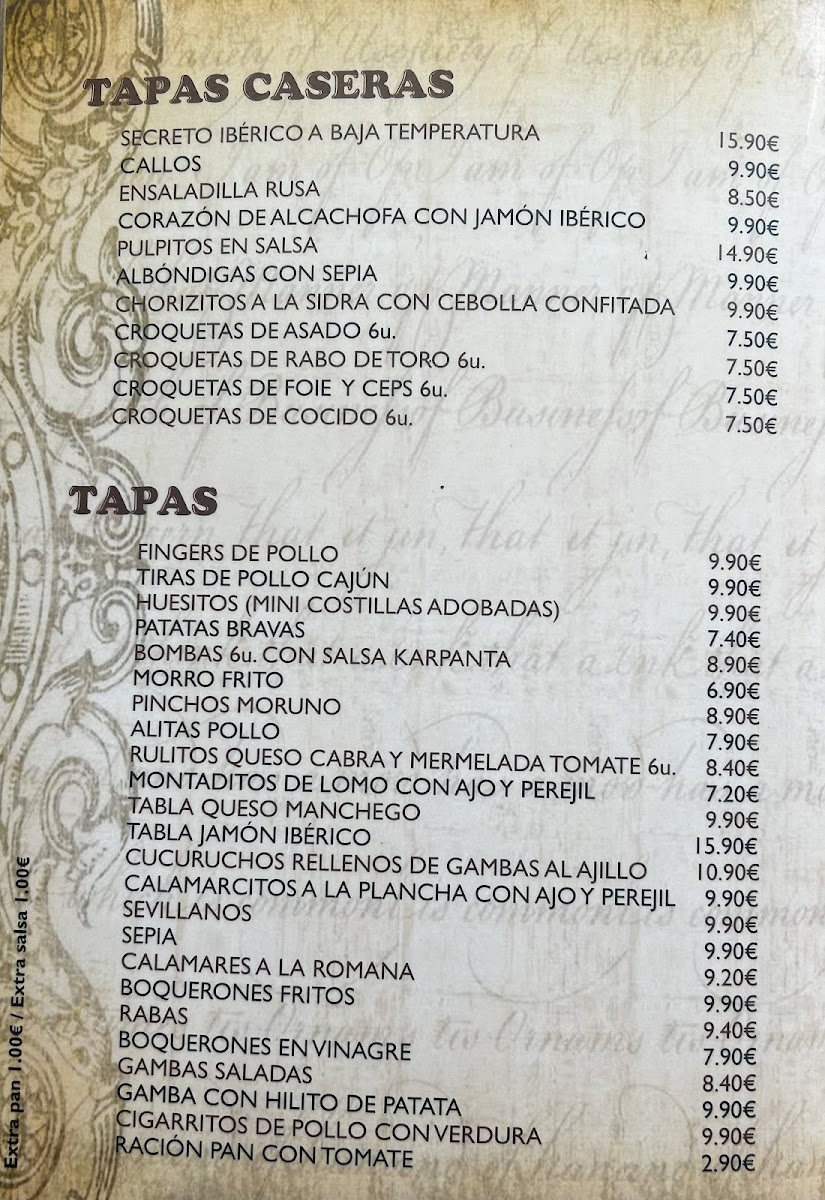 TAPAS CASERAS
SECRETO IBÉRICO A BAJA TEMPERATURA 15.90€
CALLOS 9.90€
ENSALADILLA RUSA 8.50€
CORAZÓN DE ALCACHOFA CON JAMÓN IBÉRICO 9.90€
PULPITOS EN SALSA 14.90€
ALBÓNDIGAS CON SEPIA 9.90€
CHORIZITOS A LA SIDRA CON CEBOLLA CONFITADA 9.90€
CROQUETAS DE ASADO 6u. 7.50€
CROQUETAS DE RABO DE TORO 6u. 7.50€
CROQUETAS DE FOIE Y CEPS 6u. 7.50€
CROQUETAS DE COCIDO 6u. 7.50€
TAPAS
FINGERS DE POLLO 9.90€
TIRAS DE POLLO CAJÚN 9.90€
HUESITOS (MINI COSTILLAS ADOBADAS) 9.90€
PATATAS BRAVAS 7.40€
BOMBAS 6u. CON SALSA KARPANTA 8.90€
MORRO FRITO 6.90€
PINCHOS MORUNO 8.90€
ALITAS POLLO 7.90€
RULITOS QUESO CABRA Y MERMELADA TOMATE 6u. 8.40€
MONTADITOS DE LOMO CON AJO Y PEREJIL 7.20€
TABLA QUESO MANCHEGO 9.90€
TABLA JAMÓN IBÉRICO 15.90€
CUCURUCHOS RELLENOS DE GAMBAS AL AJILLO 10.90€
CALAMARCITOS A LA PLANCHA CON AJO Y PEREJIL 9.90€
SEVILLANOS 9.90€
SEPIA 9.90€
CALAMARES A LA ROMANA 9.20€
BOQUERONES FRITOS 9.90€
RABAS 9.40€
BOQUERONES EN VINAGRE 7.90€
GAMBAS SALADAS 8.40€
GAMBA CON HILITO DE PATATA 9.90€
CIGARRITOS DE POLLO CON VERDURA 9.90€
RACIÓN PAN CON TOMATE 2.90€
Extra pan 1.00€ / Extra salsa 1.00€